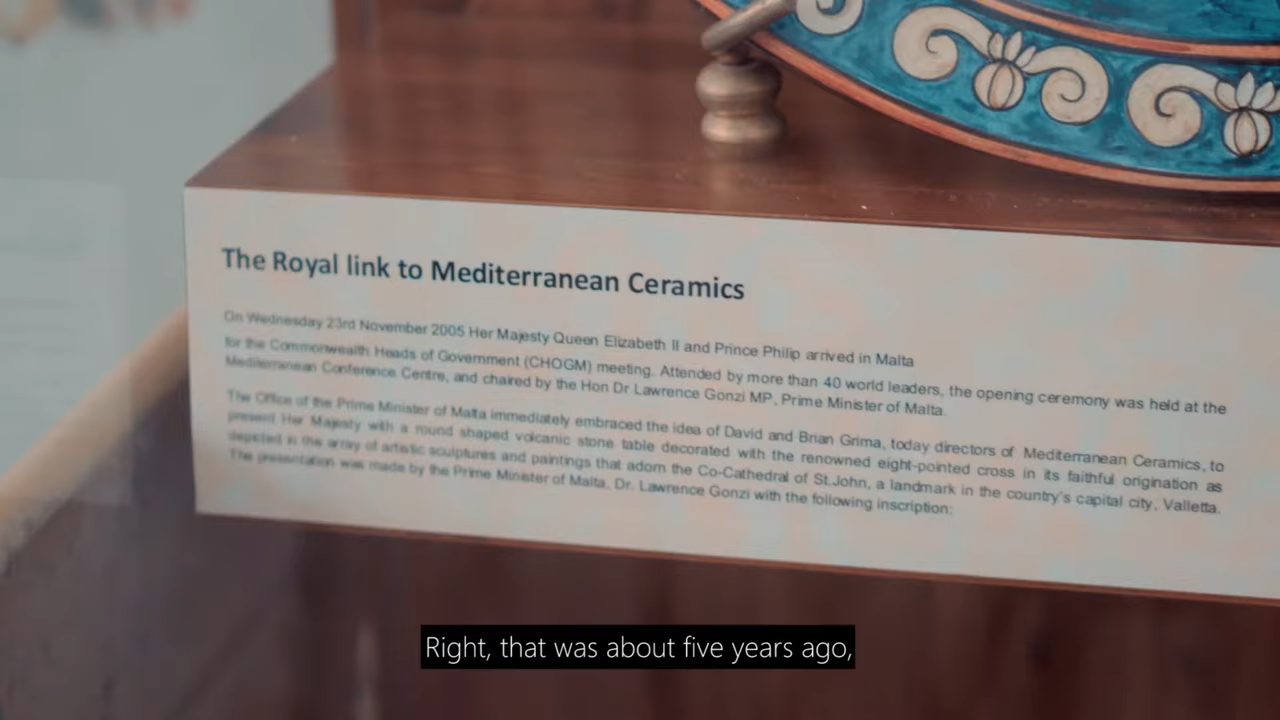 The Royal link to Mediterranean Ceramics
On Wednesday 23rd November 2005 Her Majesty Queen Elizabeth II and Prince Philip arrived in Malta
for the Commonwealth Heads of Government (CHOGM) meeting. Attended by more than 40 world leaders, the opening ceremony was held at the
Mediterranean Conference Centre, and chaired by the Hon Dr Lawrence Gonzi MP, Prime Minister of Malta.
The Office of the Prime Minister of Malta immediately embraced the idea of David and Brian Grima, today directors of Mediterranean Ceramics, to
present Her Majesty with a round shaped volcanic stone table decorated with the renowned eight-pointed cross in its faithful origination as
depicted in the array of artistic sculptures and paintings that adorn the Co-Cathedral of St.John, a landmark in the country's capital city, Valletta.
The presentation was made by the Prime Minister of Malta, Dr. Lawrence Gonzi with the following inscription:
Right, that was about five years ago,